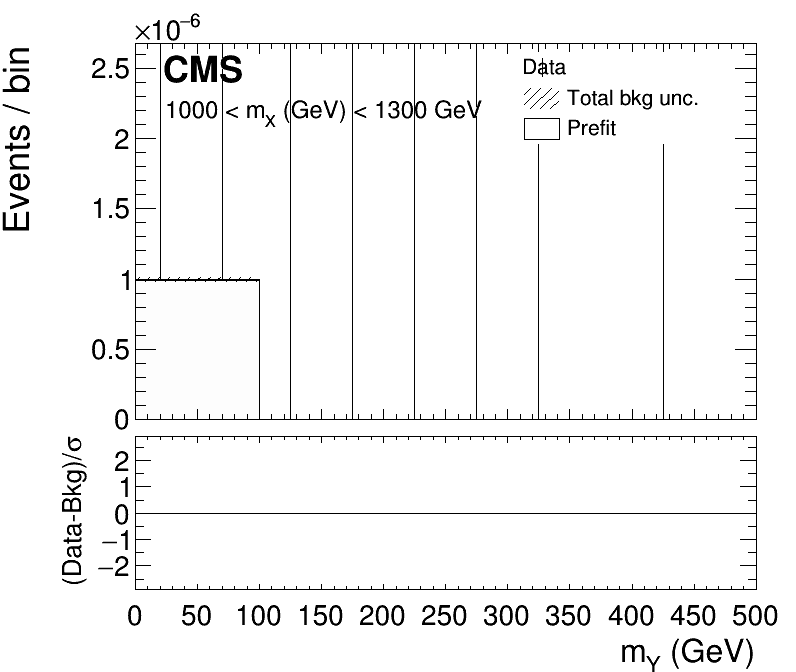 ×10⁻⁶
CMS
1000 < mX (GeV) < 1300 GeV
Data
Total bkg unc.
Prefit
Events / bin
2.5
2
1.5
1
0.5
0
(Data-Bkg)/σ
2
1
0
−1
−2
0 50 100 150 200 250 300 350 400 450 500
mY (GeV)